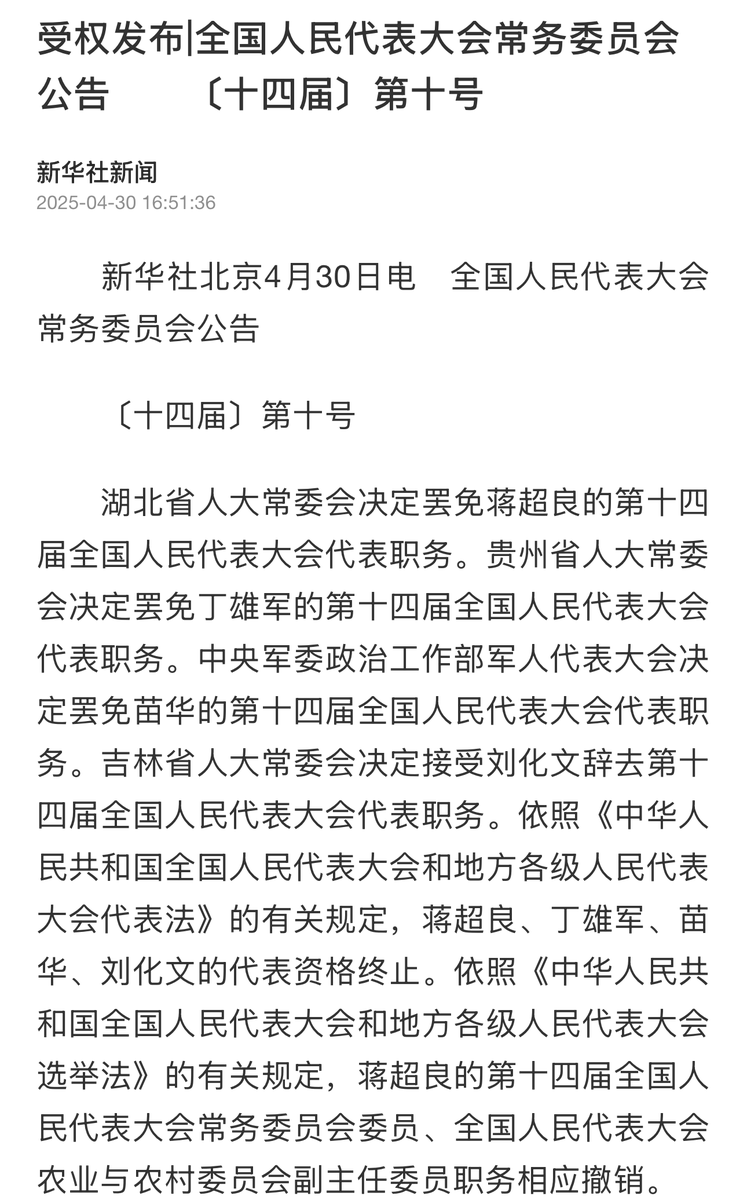 受权发布|全国人民代表大会常务委员会
公告　　〔十四届〕第十号
新华社新闻
2025-04-30 16:51:36
新华社北京4月30日电　全国人民代表大会
常务委员会公告
〔十四届〕第十号
湖北省人大常委会决定罢免蒋超良的第十四
届全国人民代表大会代表职务。贵州省人大常委
会决定罢免丁雄军的第十四届全国人民代表大会
代表职务。中央军委政治工作部军人代表大会决
定罢免苗华的第十四届全国人民代表大会代表职
务。吉林省人大常委会决定接受刘化文辞去第十
四届全国人民代表大会代表职务。依照《中华人
民共和国全国人民代表大会和地方各级人民代表
大会代表法》的有关规定，蒋超良、丁雄军、苗
华、刘化文的代表资格终止。依照《中华人民共
和国全国人民代表大会和地方各级人民代表大会
选举法》的有关规定，蒋超良的第十四届全国人
民代表大会常务委员会委员、全国人民代表大会
农业与农村委员会副主任委员职务相应撤销。